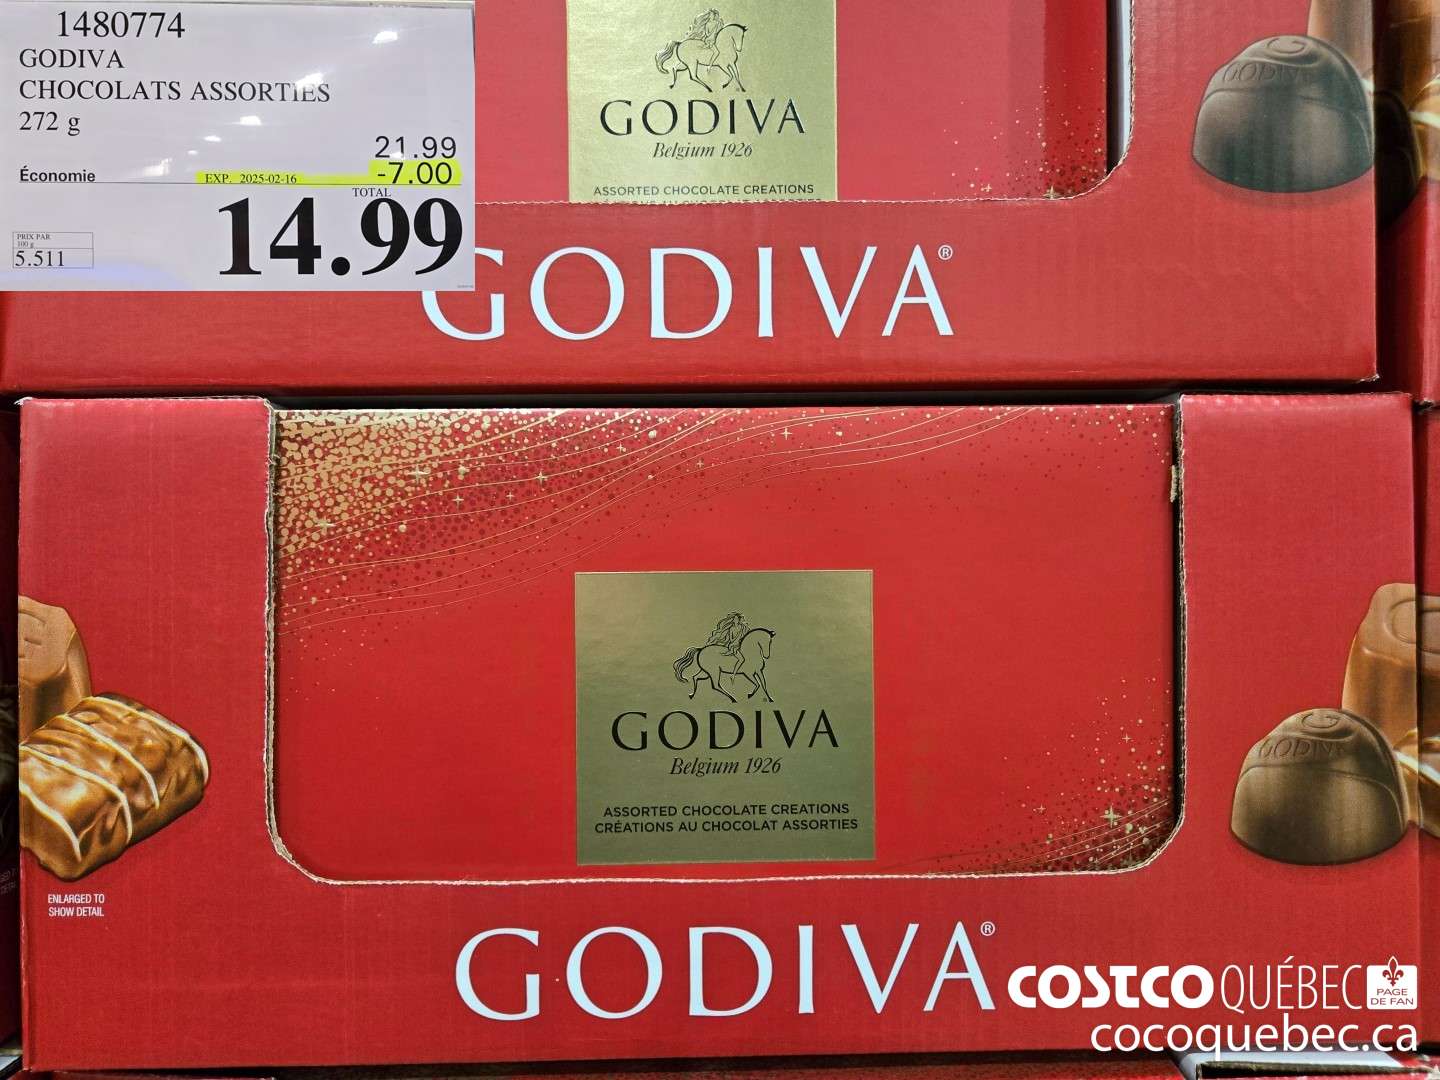 1480774
GODIVA
CHOCOLATS ASSORTIES
272 g
21.99
Économie
EXP. 2025-02-16
-7.00
TOTAL
14.99
PRIX PAR
100 g
5.511
GODIVA
Belgium 1926
ASSORTED CHOCOLATE CREATIONS
GODIVA
GODIVA®
GODIVA
Belgium 1926
ASSORTED CHOCOLATE CREATIONS
CRÉATIONS AU CHOCOLAT ASSORTIES
G
GODIVA
ENLARGED TO
SHOW DETAIL
GODIVA®
COSTCO QUÉBEC PAGE
DE FAN
cocoquebec.ca